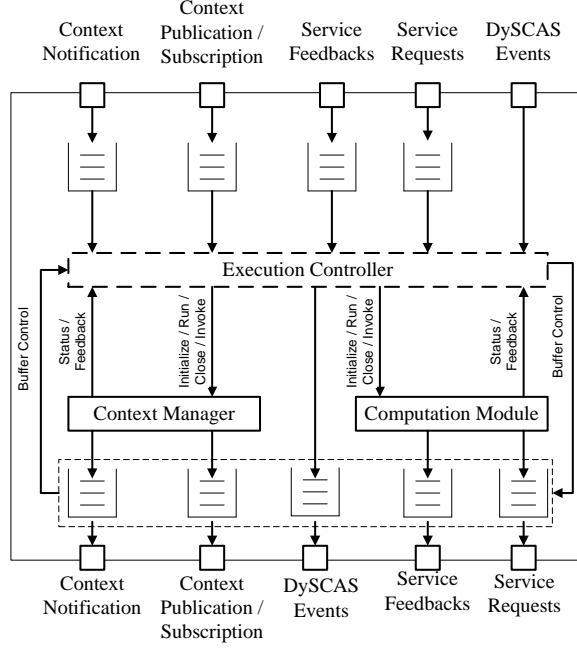 Context
Notification
Context
Publication /
Subscription
Service
Feedbacks
Service
Requests
DySCAS
Events
Execution Controller
Buffer Control
Status /
Feedback
Initialize / Run /
Close / Invoke
Initialize / Run /
Close / Invoke
Status /
Feedback
Buffer Control
Context Manager
Computation Module
Context
Notification
Context
Publication /
Subscription
DySCAS
Events
Service
Feedbacks
Service
Requests